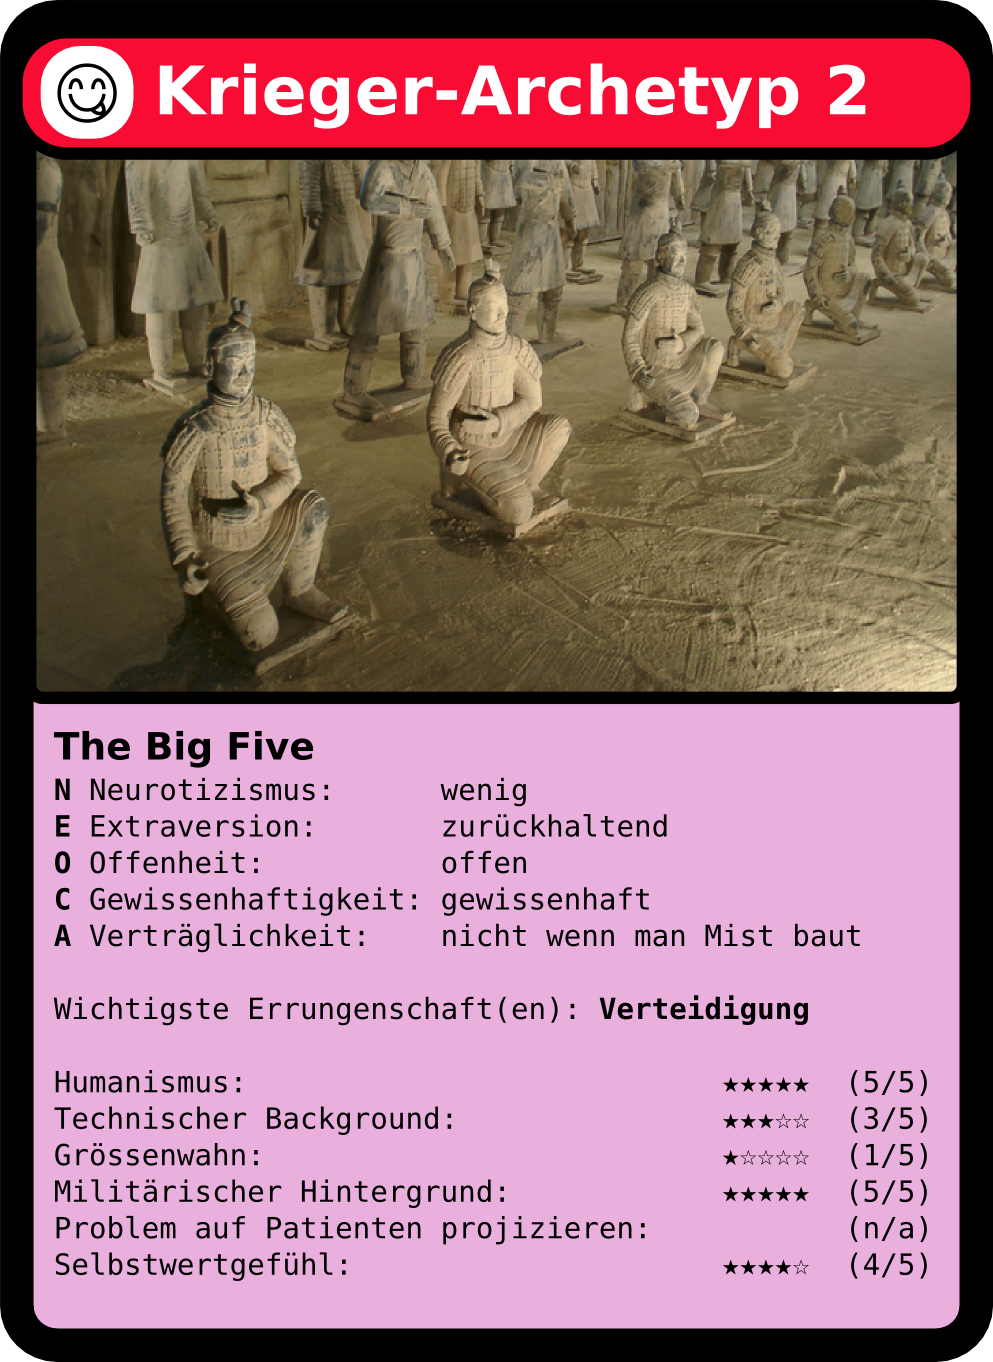 Krieger-Archetyp 2
The Big Five
N Neurotizismus: wenig
E Extraversion: zurückhaltend
O Offenheit: offen
C Gewissenhaftigkeit: gewissenhaft
A Verträglichkeit: nicht wenn man Mist baut
Wichtigste Errungenschaft(en): Verteidigung
Humanismus: ★★★★★ (5/5)
Technischer Background: ★★★☆☆ (3/5)
Grössenwahn: ★☆☆☆☆ (1/5)
Militärischer Hintergrund: ★★★★★ (5/5)
Problem auf Patienten projizieren: (n/a)
Selbstwertgefühl: ★★★★☆ (4/5)